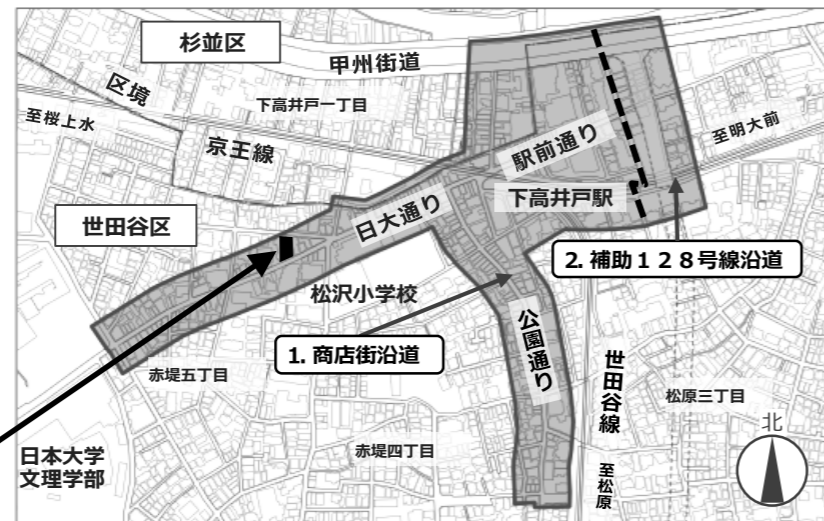 杉並区
甲州街道
区境
下高井戸一丁目
至桜上水
至明大前
京王線
駅前通り
下高井戸駅
日大通り
世田谷区
2. 補助１２８号線沿道
松沢小学校
1. 商店街沿道
公園通り
赤堤五丁目
世田谷線
松原三丁目
北
赤堤四丁目
日本大学
文理学部
至松原